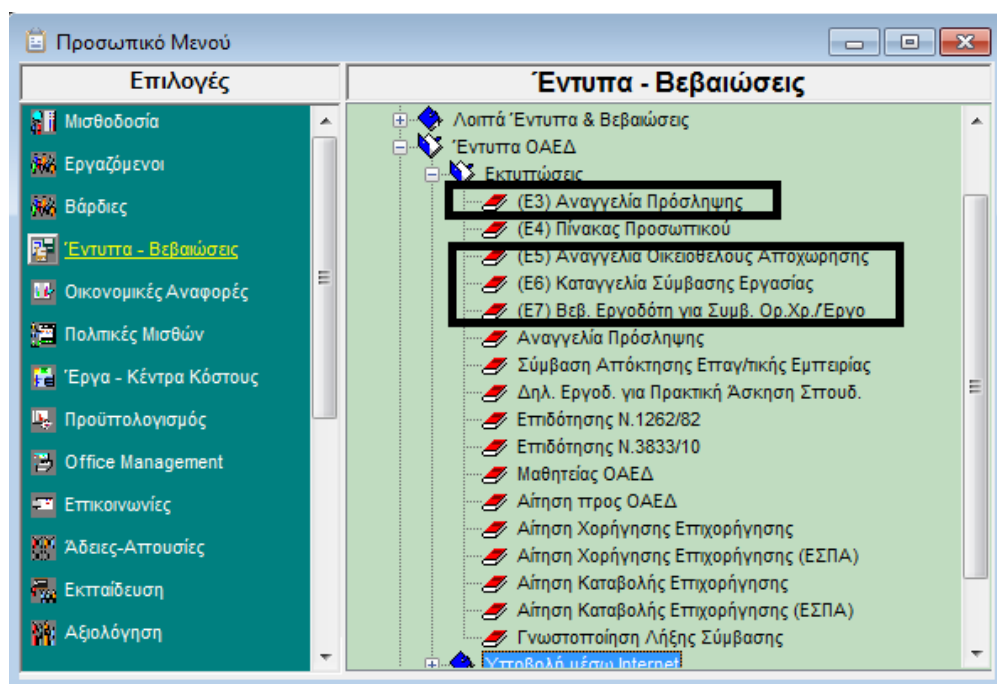 Προσωπικό Μενού
Επιλογές
Μισθοδοσία
Εργαζόμενοι
Βάρδιες
Έντυπα - Βεβαιώσεις
Οικονομικές Αναφορές
Πολιτικές Μισθών
Έργα - Κέντρα Κόστους
Προϋπολογισμός
Office Management
Επικοινωνίες
Άδειες-Απουσίες
Εκπαίδευση
Αξιολόγηση
Έντυπα - Βεβαιώσεις
Λοιπά Έντυπα & Βεβαιώσεις
Έντυπα ΟΑΕΔ
Εκτυπώσεις
(Ε3) Αναγγελία Πρόσληψης
(Ε4) Πίνακας Προσωπικού
(Ε5) Αναγγελία Οικειοθελούς Αποχώρησης
(Ε6) Καταγγελία Σύμβασης Εργασίας
(Ε7) Βεβ. Εργοδότη για Συμβ. Ορ.Χρ./Έργο
Αναγγελία Πρόσληψης
Σύμβαση Απόκτησης Επαγ/τικής Εμπειρίας
Δηλ. Εργοδ. για Πρακτική Άσκηση Σπουδ.
Επιδότησης Ν.1262/82
Επιδότησης Ν.3833/10
Μαθητείας ΟΑΕΔ
Αίτηση προς ΟΑΕΔ
Αίτηση Χορήγησης Επιχορήγησης
Αίτηση Χορήγησης Επιχορήγησης (ΕΣΠΑ)
Αίτηση Καταβολής Επιχορήγησης
Αίτηση Καταβολής Επιχορήγησης (ΕΣΠΑ)
Γνωστοποίηση Λήξης Σύμβασης
Υποβολή μέσω Internet